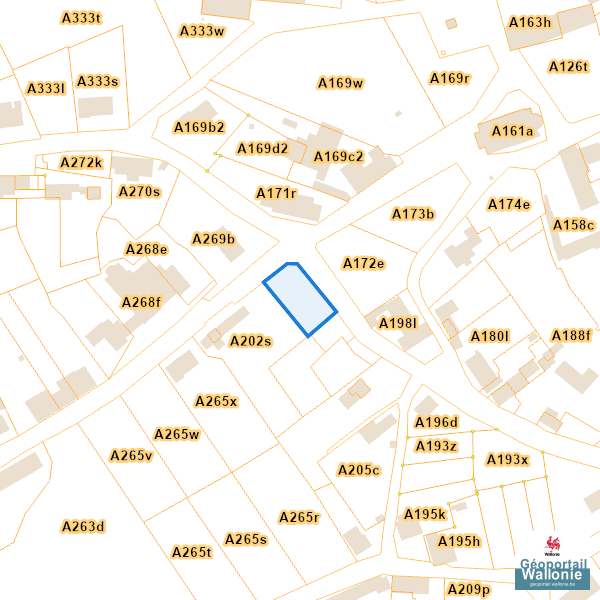 A333t
A333w
A163h
A333l
A333s
A169w
A169r
A126t
A169b2
A161a
A169d2
A169c2
A272k
A270s
A171r
A173b
A174e
A158c
A269b
A268e
A172e
A268f
A202s
A198l
A180l
A188f
A265x
A196d
A265w
A193z
A265v
A205c
A193x
A263d
A265s
A265r
A195k
A195h
A265t
A209p
Wallonie
Géoportail
Wallonie
geoportail.wallonie.be